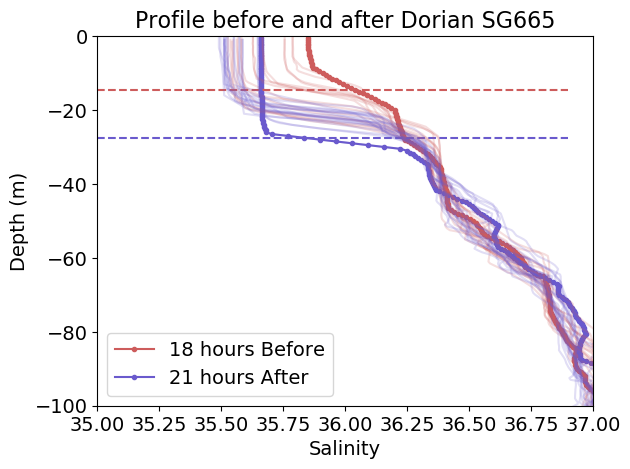 Profile before and after Dorian SG665
0
−20
−40
−60
−80
−100
Depth (m)
18 hours Before
21 hours After
35.00 35.25 35.50 35.75 36.00 36.25 36.50 36.75 37.00
Salinity